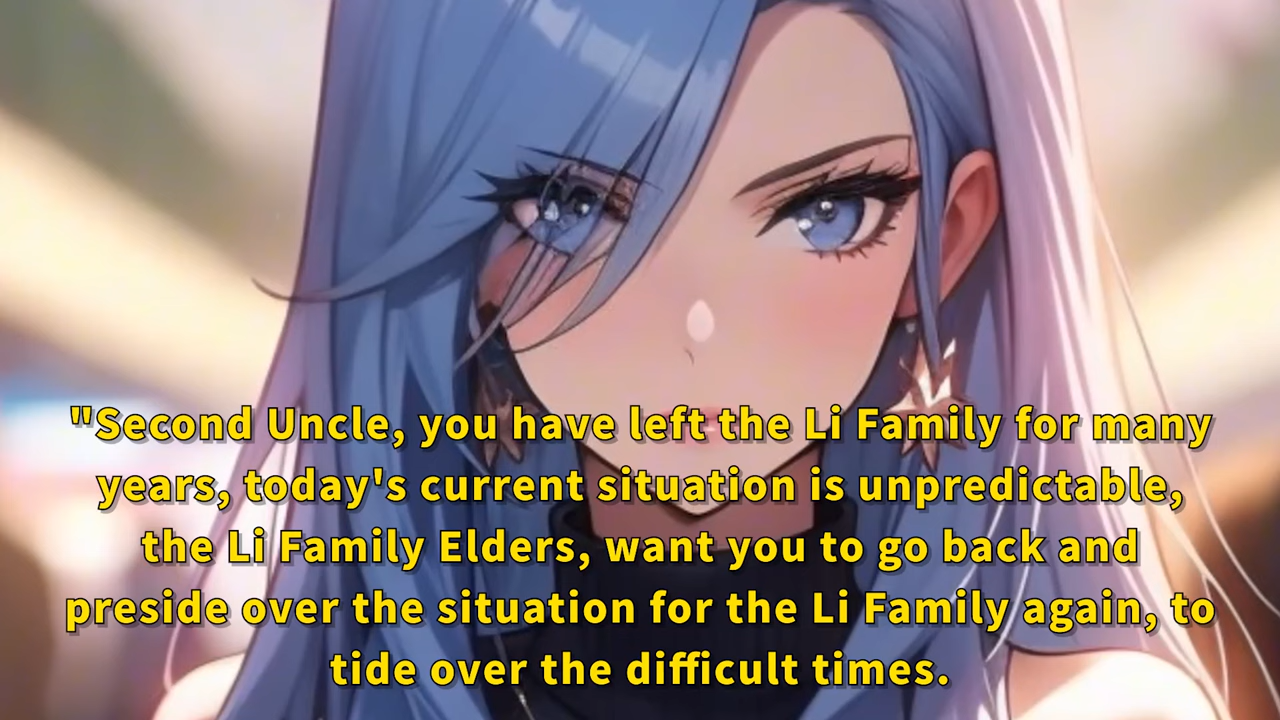 "Second Uncle, you have left the Li Family for many
years, today's current situation is unpredictable,
the Li Family Elders, want you to go back and
preside over the situation for the Li Family again, to
tide over the difficult times.